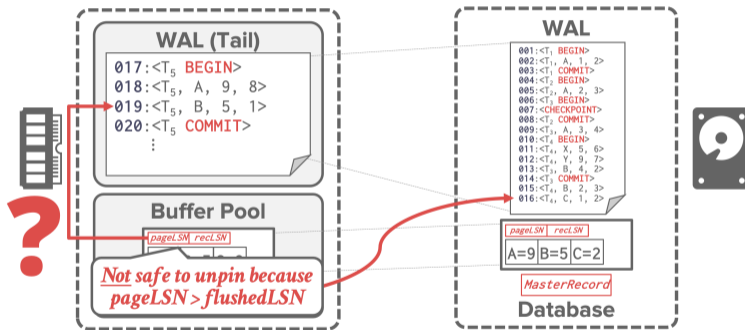 WAL (Tail)
017:<T5 BEGIN>
018:<T5, A, 9, 8>
019:<T5, B, 5, 1>
020:<T5 COMMIT>
⋮
?
Buffer Pool
pageLSN recLSN
Not safe to unpin because
pageLSN > flushedLSN
WAL
001:<T1 BEGIN>
002:<T1, A, 1, 2>
003:<T1 COMMIT>
004:<T2 BEGIN>
005:<T2, A, 2, 3>
006:<T3 BEGIN>
007:<CHECKPOINT>
008:<T2 COMMIT>
009:<T3, A, 3, 4>
010:<T4 BEGIN>
011:<T4, X, 5, 6>
012:<T4, Y, 9, 7>
013:<T3, B, 4, 2>
014:<T3 COMMIT>
015:<T4, B, 2, 3>
016:<T4, C, 1, 2>
pageLSN recLSN
A=9 B=5 C=2
MasterRecord
Database